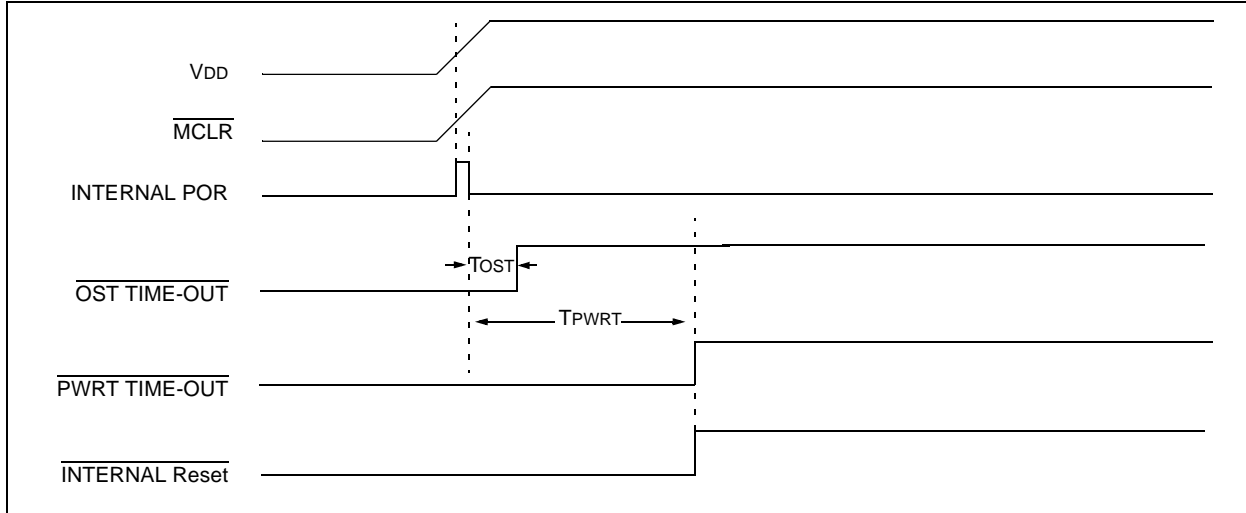 VDD
MCLR
INTERNAL POR
TOST
OST TIME-OUT
TPWRT
PWRT TIME-OUT
INTERNAL Reset